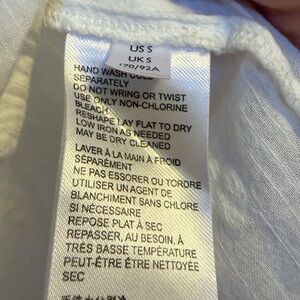 US S
UK S
170/92A
HAND WASH COLD
SEPARATELY
DO NOT WRING OR TWIST
USE ONLY NON-CHLORINE
BLEACH
RESHAPE LAY FLAT TO DRY
LOW IRON AS NEEDED
MAY BE DRY CLEANED
LAVER À LA MAIN À FROID
SÉPARÉMENT
NE PAS ESSORER OU TORDRE
UTILISER UN AGENT DE
BLANCHIMENT SANS CHLORE
SI NÉCESSAIRE
REPOSE PLAT À SEC
REPASSER, AU BESOIN, À
TRÈS BASSE TEMPÉRATURE
PEUT-ÊTRE ÊTRE NETTOYÉE
SEC